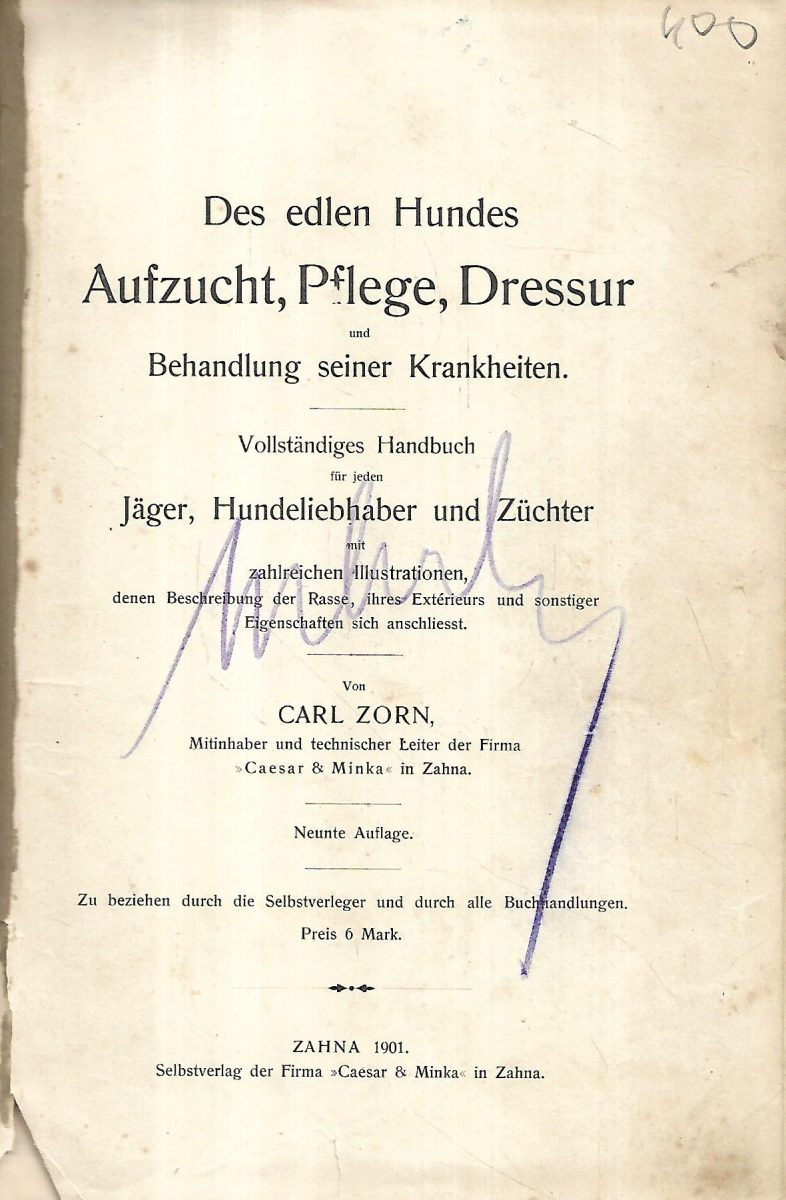 400
Des edlen Hundes
Aufzucht, Pflege, Dressur
und
Behandlung seiner Krankheiten.
Vollständiges Handbuch
für jeden
Jäger, Hundeliebhaber und Züchter
mit
zahlreichen Illustrationen,
denen Beschreibung der Rasse, ihres Extérieurs und sonstiger
Eigenschaften sich anschliesst.
Von
CARL ZORN,
Mitinhaber und technischer Leiter der Firma
»Caesar & Minka« in Zahna.
Neunte Auflage.
Zu beziehen durch die Selbstverleger und durch alle Buchhandlungen.
Preis 6 Mark.
ZAHNA 1901.
Selbstverlag der Firma »Caesar & Minka« in Zahna.